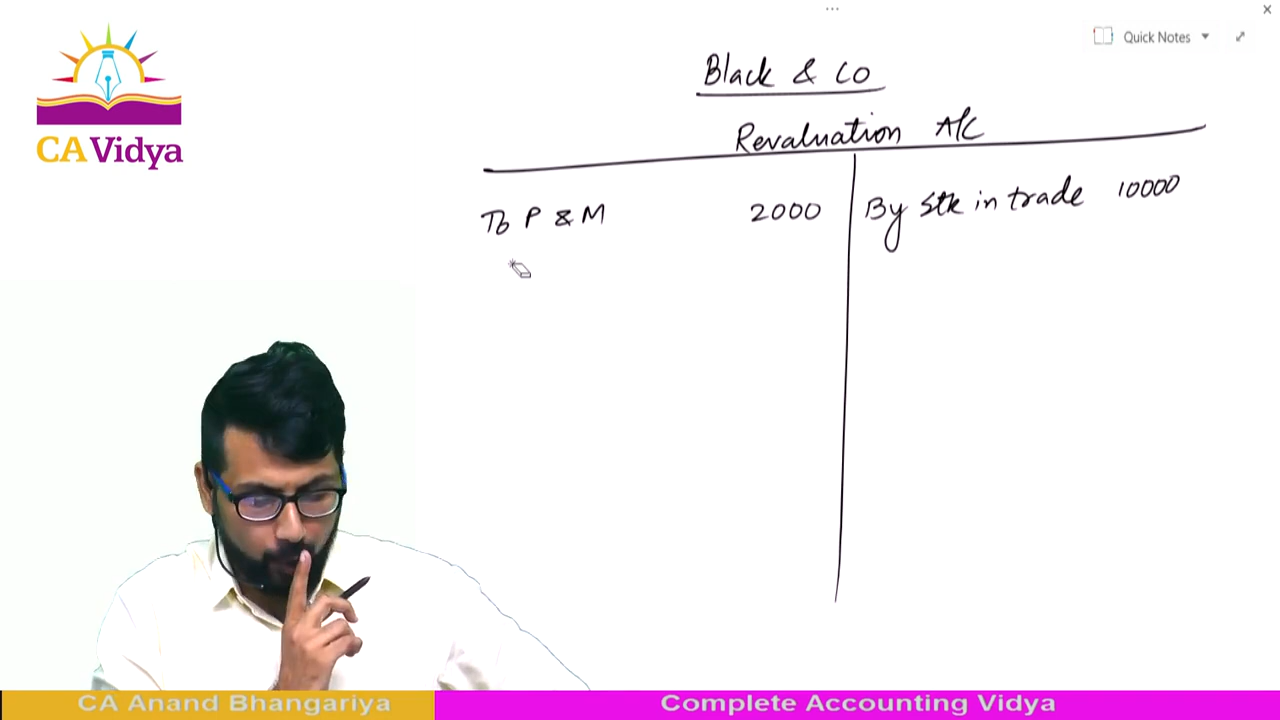 CA Vidya
Quick Notes
Black & Co
Revaluation A/C
To P & M 2000
By Stk in trade 10000
CA Anand Bhangariya
Complete Accounting Vidya